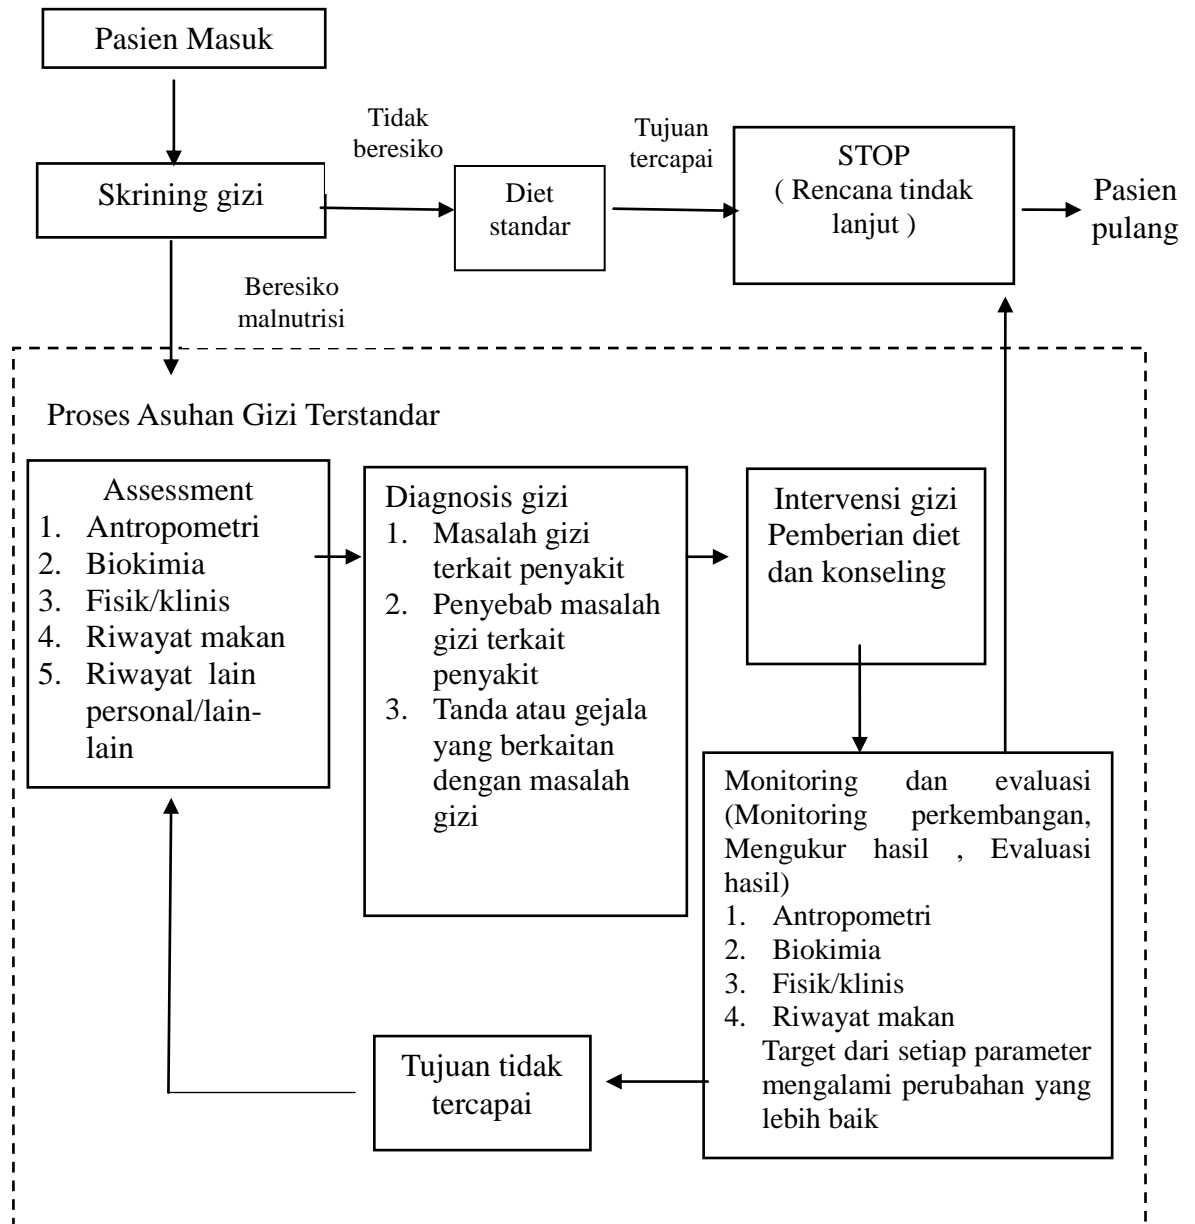 Pasien Masuk
Tidak
beresiko
Tujuan
tercapai
Skrining gizi
Diet
standar
STOP
( Rencana tindak
lanjut )
Pasien
pulang
Beresiko
malnutrisi
Proses Asuhan Gizi Terstandar
Assessment
1. Antropometri
2. Biokimia
3. Fisik/klinis
4. Riwayat makan
5. Riwayat lain
personal/lain-
lain
Diagnosis gizi
1. Masalah gizi
terkait penyakit
2. Penyebab masalah
gizi terkait
penyakit
3. Tanda atau gejala
yang berkaitan
dengan masalah
gizi
Intervensi gizi
Pemberian diet
dan konseling
Monitoring dan evaluasi
(Monitoring perkembangan,
Mengukur hasil , Evaluasi
hasil)
1. Antropometri
2. Biokimia
3. Fisik/klinis
4. Riwayat makan
Target dari setiap parameter
mengalami perubahan yang
lebih baik
Tujuan tidak
tercapai